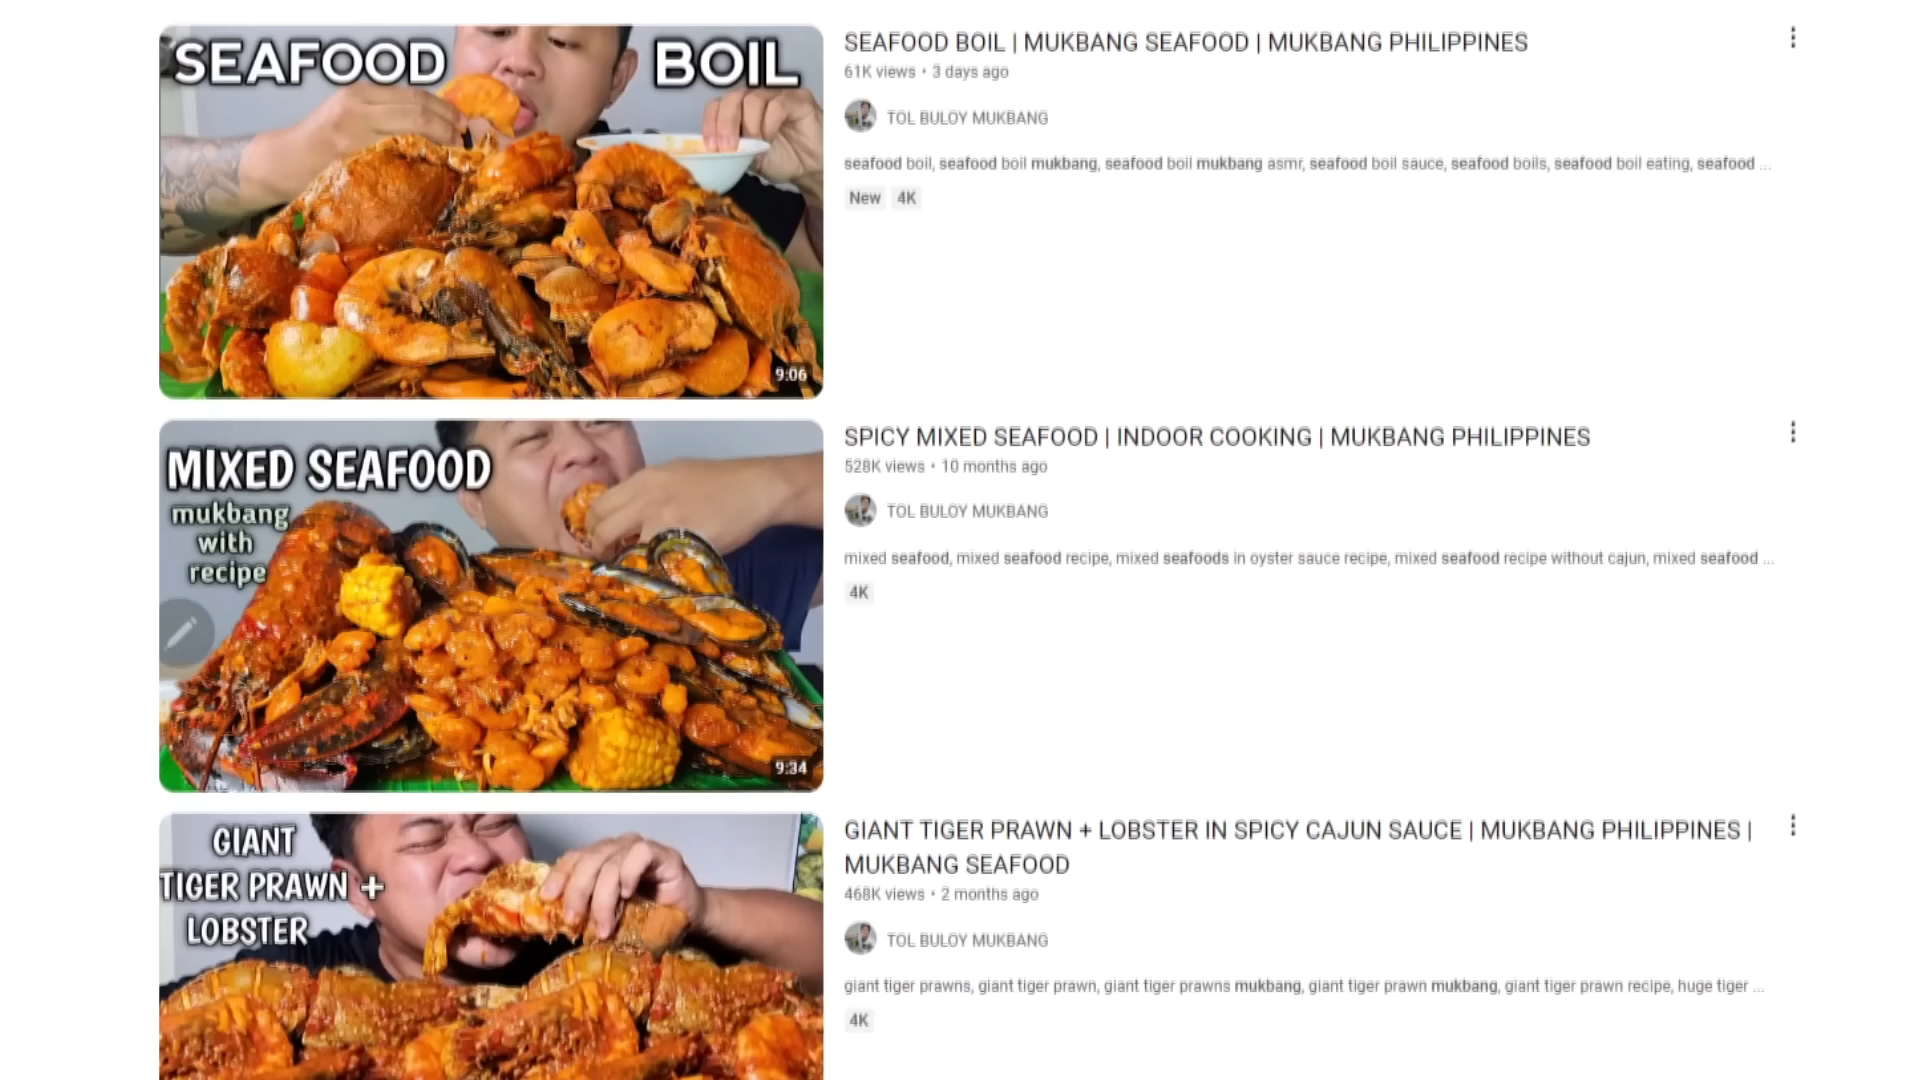 SEAFOOD BOIL
9:06
SEAFOOD BOIL | MUKBANG SEAFOOD | MUKBANG PHILIPPINES
61K views • 3 days ago
TOL BULOY MUKBANG
seafood boil, seafood boil mukbang, seafood boil mukbang asmr, seafood boil sauce, seafood boils, seafood boil eating, seafood ...
New 4K
MIXED SEAFOOD
mukbang
with
recipe
9:34
SPICY MIXED SEAFOOD | INDOOR COOKING | MUKBANG PHILIPPINES
528K views • 10 months ago
TOL BULOY MUKBANG
mixed seafood, mixed seafood recipe, mixed seafoods in oyster sauce recipe, mixed seafood recipe without cajun, mixed seafood ...
4K
GIANT
TIGER PRAWN +
LOBSTER
GIANT TIGER PRAWN + LOBSTER IN SPICY CAJUN SAUCE | MUKBANG PHILIPPINES |
MUKBANG SEAFOOD
468K views • 2 months ago
TOL BULOY MUKBANG
giant tiger prawns, giant tiger prawn, giant tiger prawns mukbang, giant tiger prawn mukbang, giant tiger prawn recipe, huge tiger ...
4K